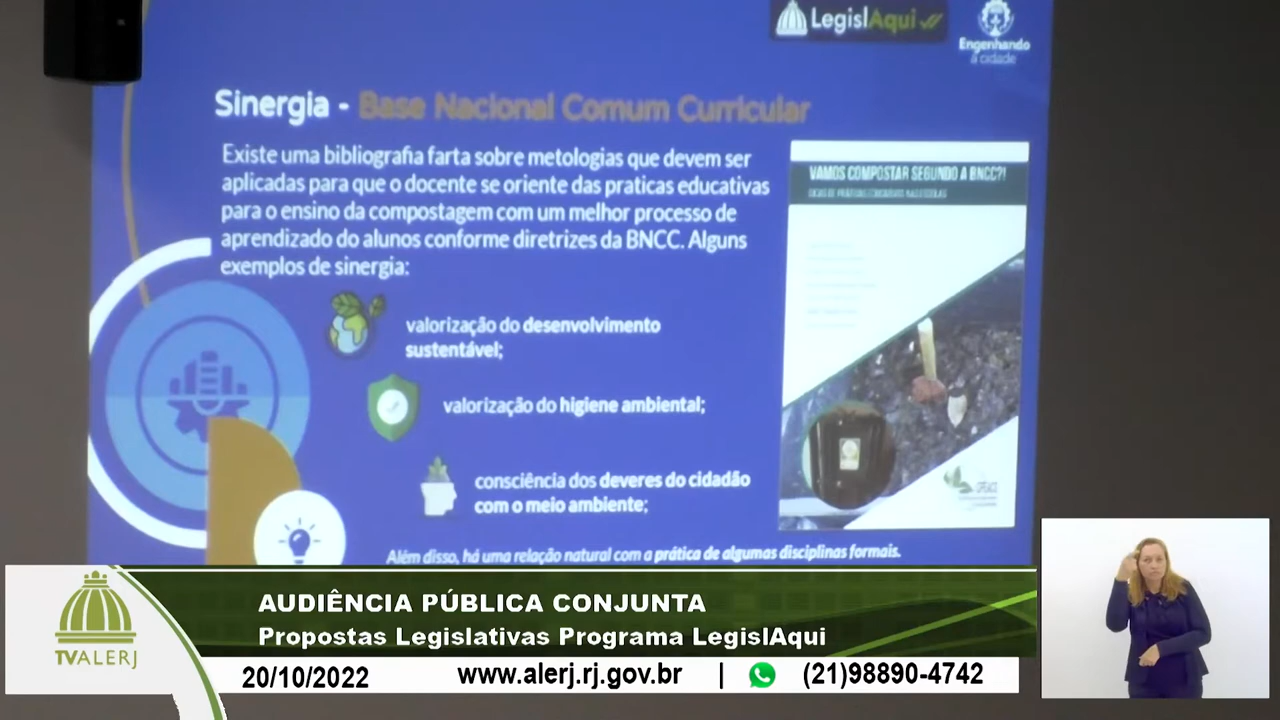 LegislAqui
Engenhando
a cidade
Sinergia - Base Nacional Comum Curricular
Existe uma bibliografia farta sobre metologias que devem ser
aplicadas para que o docente se oriente das praticas educativas
para o ensino da compostagem com um melhor processo de
aprendizado do alunos conforme diretrizes da BNCC. Alguns
exemplos de sinergia:
VAMOS COMPOSTAR SEGUNDO A BNCC?!
valorização do desenvolvimento
sustentável;
valorização do higiene ambiental;
consciência dos deveres do cidadão
com o meio ambiente;
Além disso, há uma relação natural com a prática de algumas disciplinas formais.
AUDIÊNCIA PÚBLICA CONJUNTA
Propostas Legislativas Programa LegislAqui
TVALERJ
20/10/2022 www.alerj.rj.gov.br | (21)98890-4742